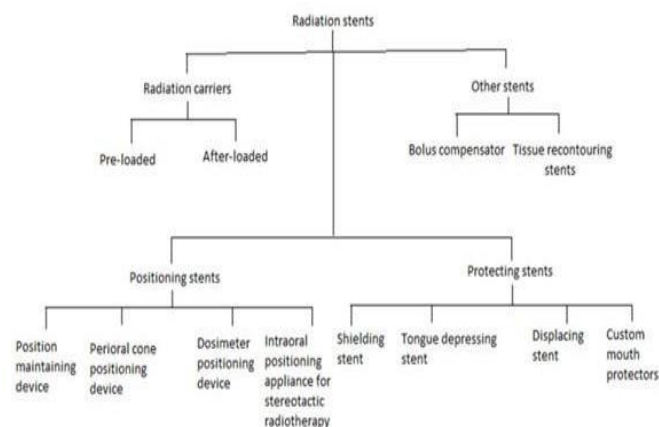 Radiation stents
Radiation carriers
Other stents
Pre-loaded
After-loaded
Bolus compensator
Tissue recontouring
stents
Positioning stents
Protecting stents
Position
maintaining
device
Perioral cone
positioning
device
Dosimeter
positioning
device
Intraoral
positioning
appliance for
stereotactic
radiotherapy
Shielding
stent
Tongue depressing
stent
Displacing
stent
Custom
mouth
protectors